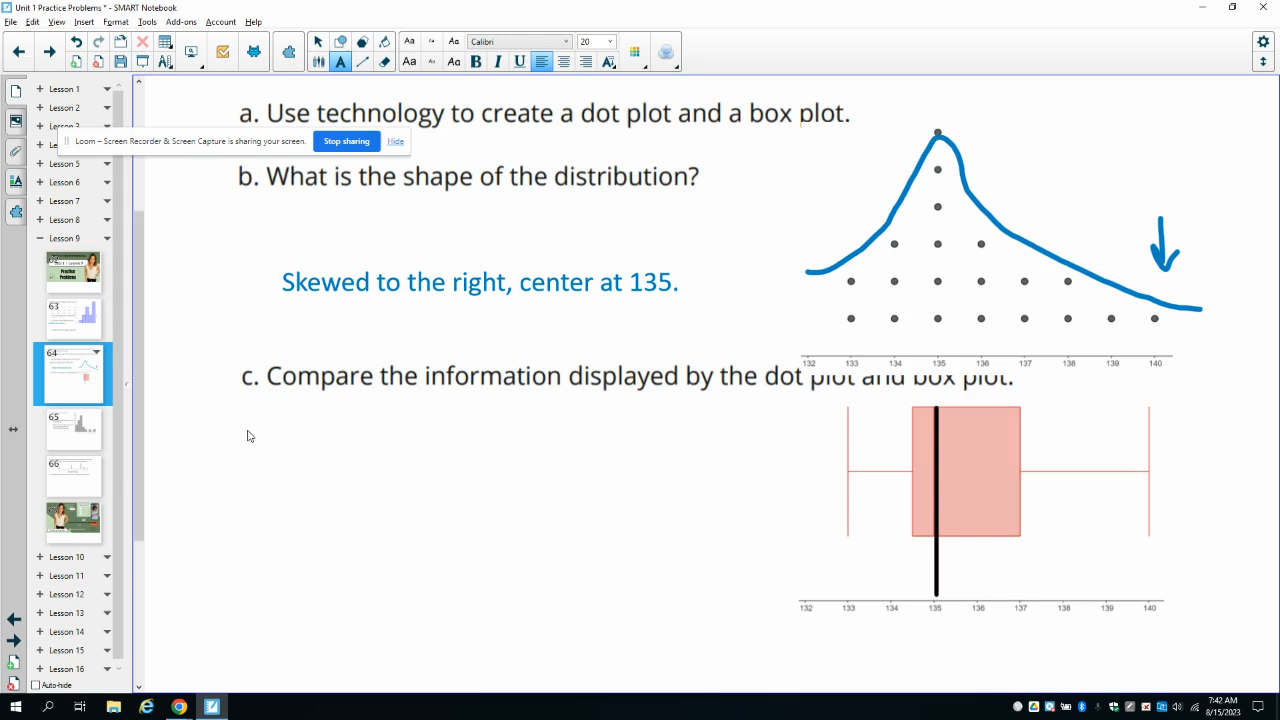 Unit 1 Practice Problems * - SMART Notebook
File Edit View Insert Format Tools Add-ons Account Help
Calibri 20
Lesson 1
Lesson 2
Loom – Screen Recorder & Screen Capture is sharing your screen. Stop sharing Hide
Lesson 5
Lesson 6
Lesson 7
Lesson 8
Lesson 9
Practice
Problems
63
64
65
66
Lesson 10
Lesson 11
Lesson 12
Lesson 13
Lesson 14
Lesson 15
Lesson 16
Auto-hide
a. Use technology to create a dot plot and a box plot.
b. What is the shape of the distribution?
Skewed to the right, center at 135.
132 133 134 135 136 137 138 139 140
c. Compare the information displayed by the dot plot and box plot.
132 133 134 135 136 137 138 139 140
7:42 AM
8/15/2023